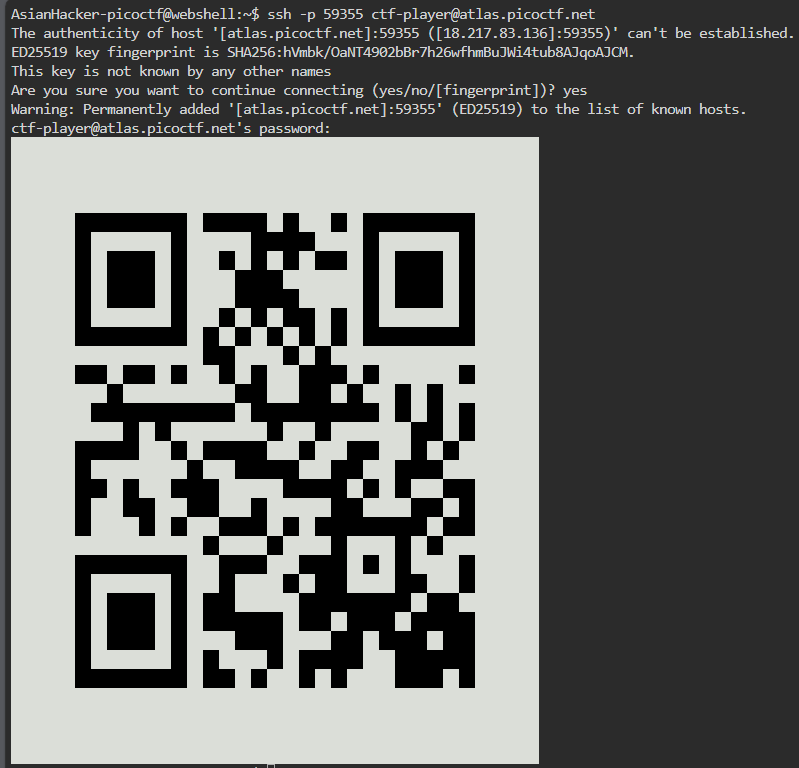 AsianHacker-picoctf@webshell:~$ ssh -p 59355 ctf-player@atlas.picoctf.net
The authenticity of host '[atlas.picoctf.net]:59355 ([18.217.83.136]:59355)' can't be established.
ED25519 key fingerprint is SHA256:hVmbk/OaNT4902bBr7h26wfhmBuJWi4tub8AJqoAJCM.
This key is not known by any other names
Are you sure you want to continue connecting (yes/no/[fingerprint])? yes
Warning: Permanently added '[atlas.picoctf.net]:59355' (ED25519) to the list of known hosts.
ctf-player@atlas.picoctf.net's password: